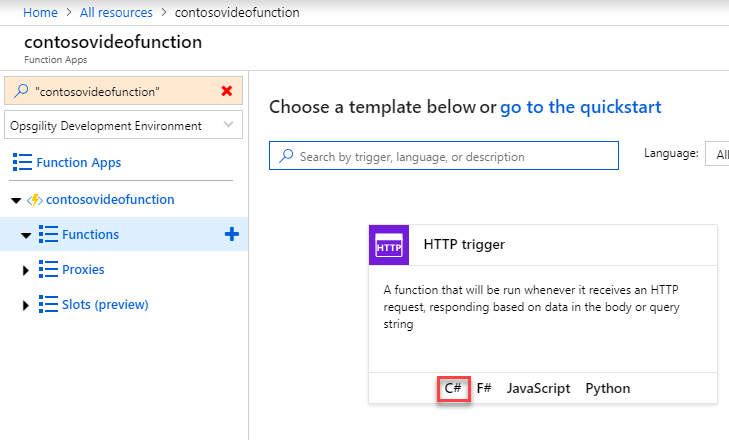 Home > All resources > contosovideofunction
contosovideofunction
Function Apps
"contosovideofunction"
Opsgility Development Environment
Function Apps
contosovideofunction
Functions
Proxies
Slots (preview)
Choose a template below or go to the quickstart
Search by trigger, language, or description
Language: All
HTTP
HTTP trigger
A function that will be run whenever it receives an HTTP
request, responding based on data in the body or query
string
C# F# JavaScript Python